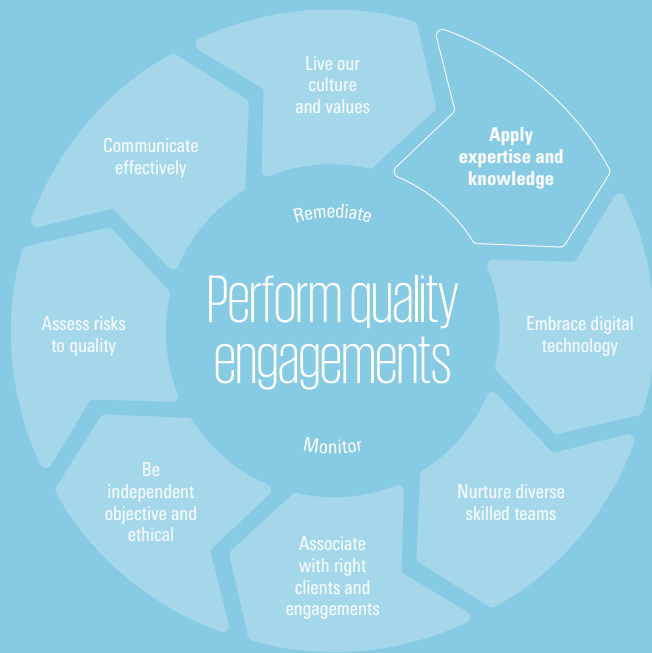 Live our
culture
and values
Apply
expertise and
knowledge
Embrace digital
technology
Nurture diverse
skilled teams
Associate
with right
clients and
engagements
Be
independent
objective and
ethical
Assess risks
to quality
Communicate
effectively
Remediate
Perform quality
engagements
Monitor